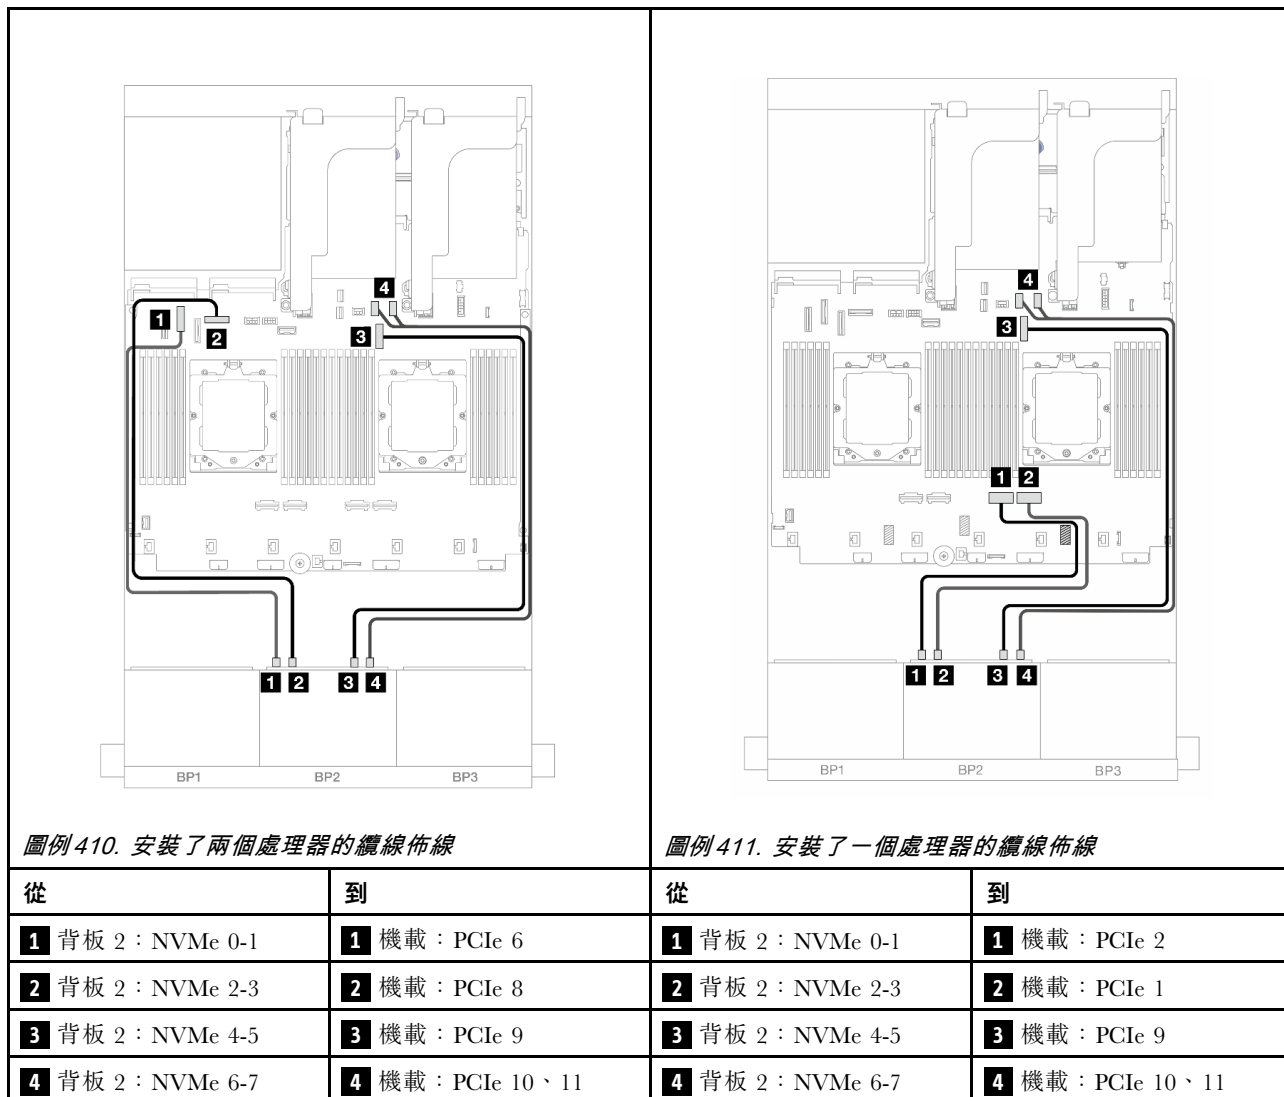 4
1
2
3
1 2 3 4
BP1 BP2 BP3
圖例 410. 安裝了兩個處理器的纜線佈線
4
3
1 2
1 2 3 4
BP1 BP2 BP3
圖例 411. 安裝了一個處理器的纜線佈線
從 到 從 到
1 背板 2：NVMe 0-1 1 機載：PCIe 6 1 背板 2：NVMe 0-1 1 機載：PCIe 2
2 背板 2：NVMe 2-3 2 機載：PCIe 8 2 背板 2：NVMe 2-3 2 機載：PCIe 1
3 背板 2：NVMe 4-5 3 機載：PCIe 9 3 背板 2：NVMe 4-5 3 機載：PCIe 9
4 背板 2：NVMe 6-7 4 機載：PCIe 10、11 4 背板 2：NVMe 6-7 4 機載：PCIe 10、11